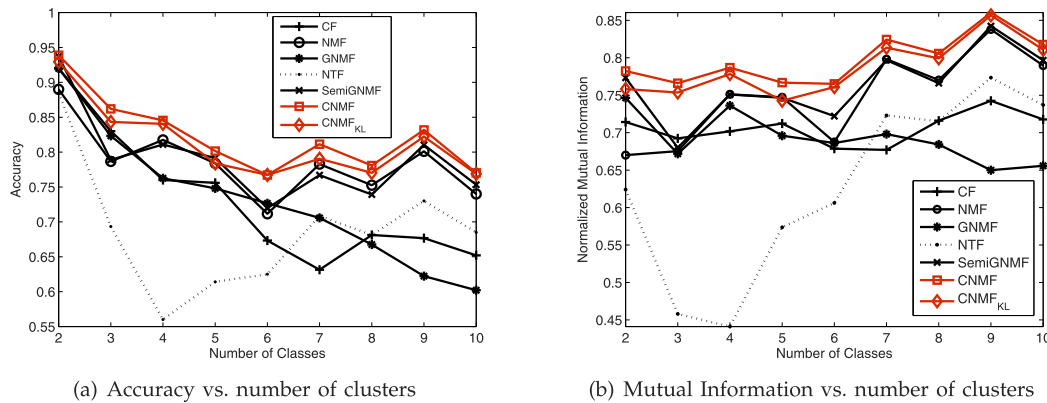 1
0.95
0.9
0.85
0.8
0.75
0.7
0.65
0.6
0.55
2 3 4 5 6 7 8 9 10
Accuracy
Number of Classes
CF
NMF
GNMF
NTF
SemiGNMF
CNMF
CNMF_KL
(a) Accuracy vs. number of clusters
0.85
0.8
0.75
0.7
0.65
0.6
0.55
0.5
0.45
2 3 4 5 6 7 8 9 10
Normalized Mutual Information
Number of Classes
CF
NMF
GNMF
NTF
SemiGNMF
CNMF
CNMF_KL
(b) Mutual Information vs. number of clusters